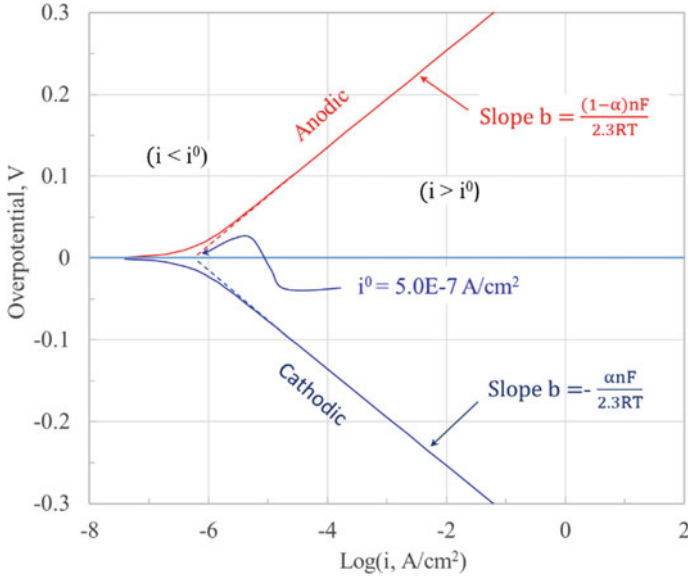 0.3
0.2
0.1
0
-0.1
-0.2
-0.3
Overpotential, V
Anodic
Slope b = (1-α)nF / 2.3RT
(i < i⁰)
(i > i⁰)
i⁰ = 5.0E-7 A/cm²
Cathodic
Slope b =- αnF / 2.3RT
-8 -6 -4 -2 0 2
Log(i, A/cm²)